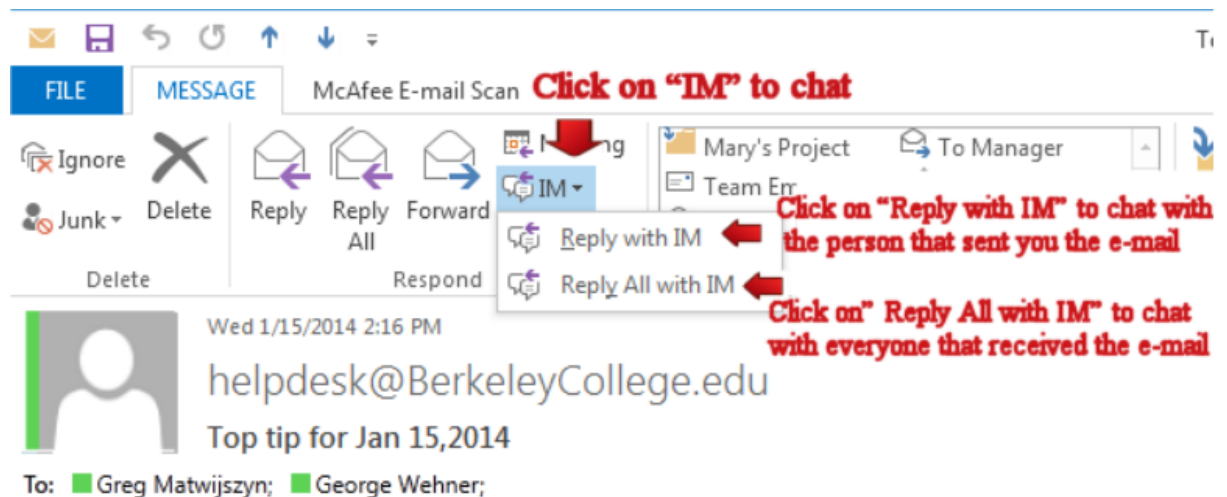 To
FILE MESSAGE McAfee E-mail Scan Click on “IM” to chat
Ignore
Mary's Project To Manager
IM
Team
Junk Delete Reply Reply All Forward
Click on “Reply with IM” to chat with
the person that sent you the e-mail
Reply with IM
Delete Respond
Reply All with IM
Click on” Reply All with IM” to chat
with everyone that received the e-mail
Wed 1/15/2014 2:16 PM
helpdesk@BerkeleyCollege.edu
Top tip for Jan 15,2014
To: Greg Matwijszyn; George Wehner;